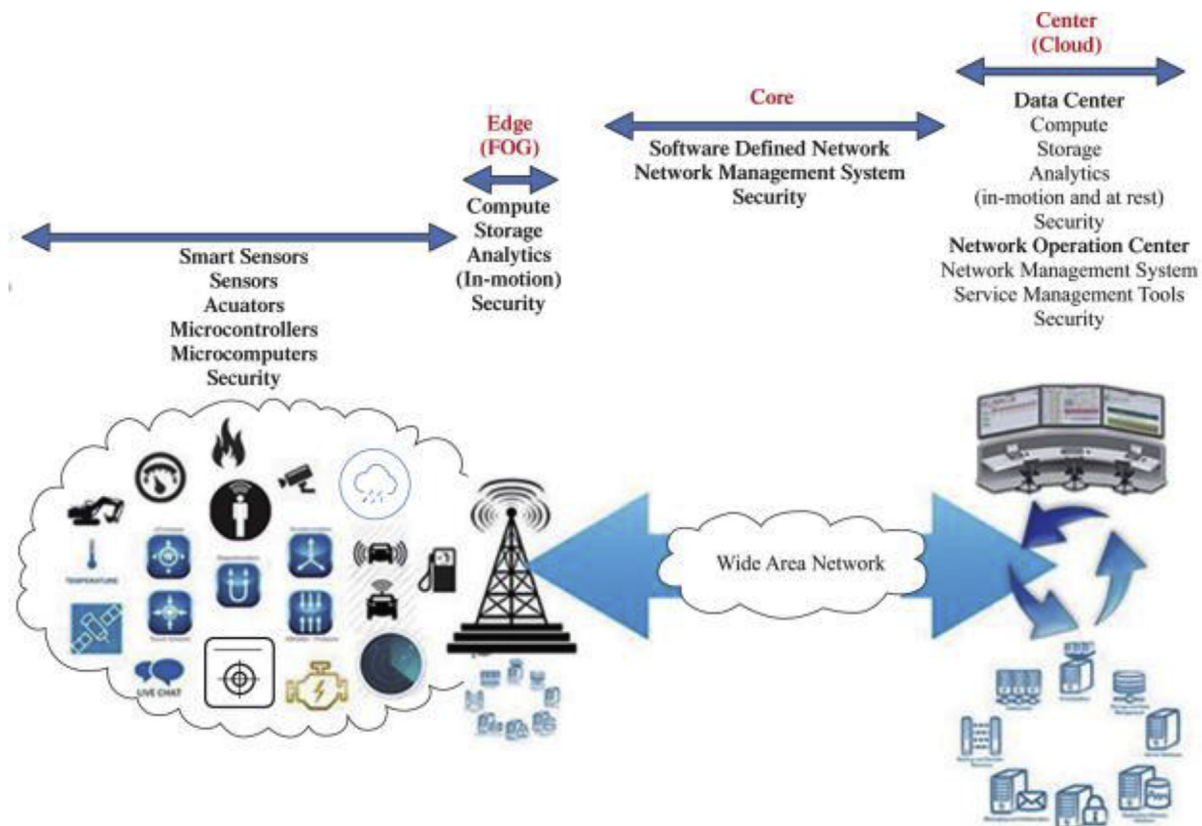 Center
(Cloud)
Data Center
Compute
Storage
Analytics
(in-motion and at rest)
Security
Network Operation Center
Network Management System
Service Management Tools
Security
Core
Software Defined Network
Network Management System
Security
Edge
(FOG)
Compute
Storage
Analytics
(In-motion)
Security
Smart Sensors
Sensors
Acuators
Microcontrollers
Microcomputers
Security
TEMPERATURE
LIVE CHAT
Wide Area Network